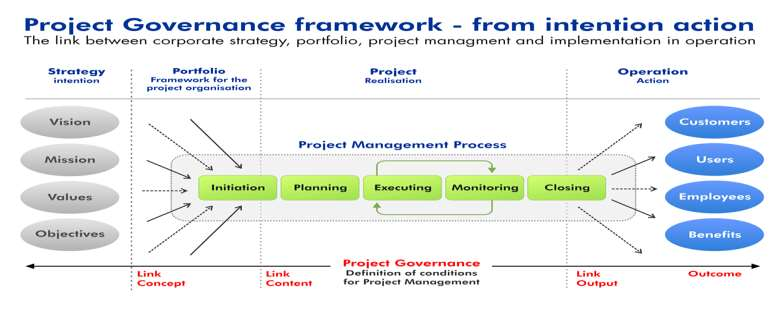 Project Governance framework - from intention action
The link between corporate strategy, portfolio, project managment and implementation in operation
Strategy
intention
Portfolio
Framework for the
project organisation
Project
Realisation
Operation
Action
Vision
Mission
Values
Objectives
Project Management Process
Initiation
Planning
Executing
Monitoring
Closing
Customers
Users
Employees
Benefits
Link
Concept
Link
Content
Project Governance
Definition of conditions
for Project Management
Link
Output
Outcome